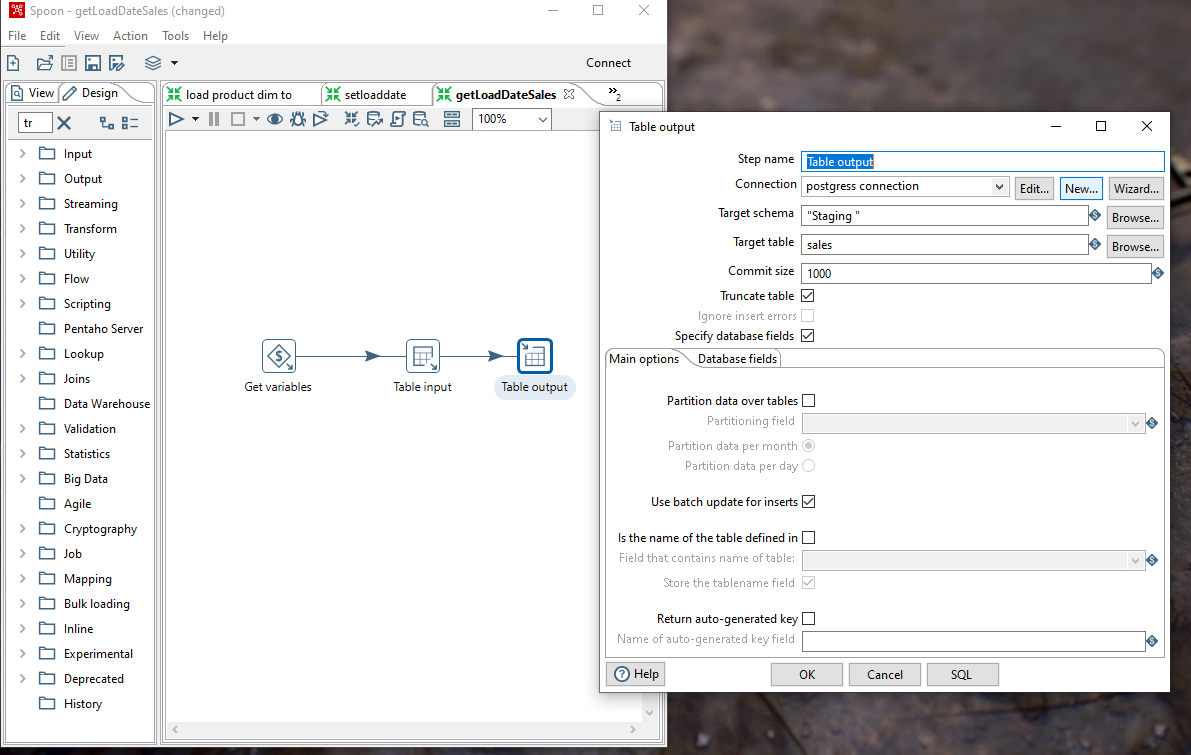 Spoon - getLoadDateSales (changed)
File Edit View Action Tools Help
Connect
View Design
tr
Input
Output
Streaming
Transform
Utility
Flow
Scripting
Pentaho Server
Lookup
Joins
Data Warehouse
Validation
Statistics
Big Data
Agile
Cryptography
Job
Mapping
Bulk loading
Inline
Experimental
Deprecated
History
load product dim to setloaddate getLoadDateSales »2
100%
Get variables Table input Table output
Table output
Step name Table output
Connection postgress connection Edit... New... Wizard...
Target schema "Staging " Browse...
Target table sales Browse...
Commit size 1000
Truncate table
Ignore insert errors
Specify database fields
Main options Database fields
Partition data over tables
Partitioning field
Partition data per month
Partition data per day
Use batch update for inserts
Is the name of the table defined in
Field that contains name of table:
Store the tablename field
Return auto-generated key
Name of auto-generated key field
Help OK Cancel SQL